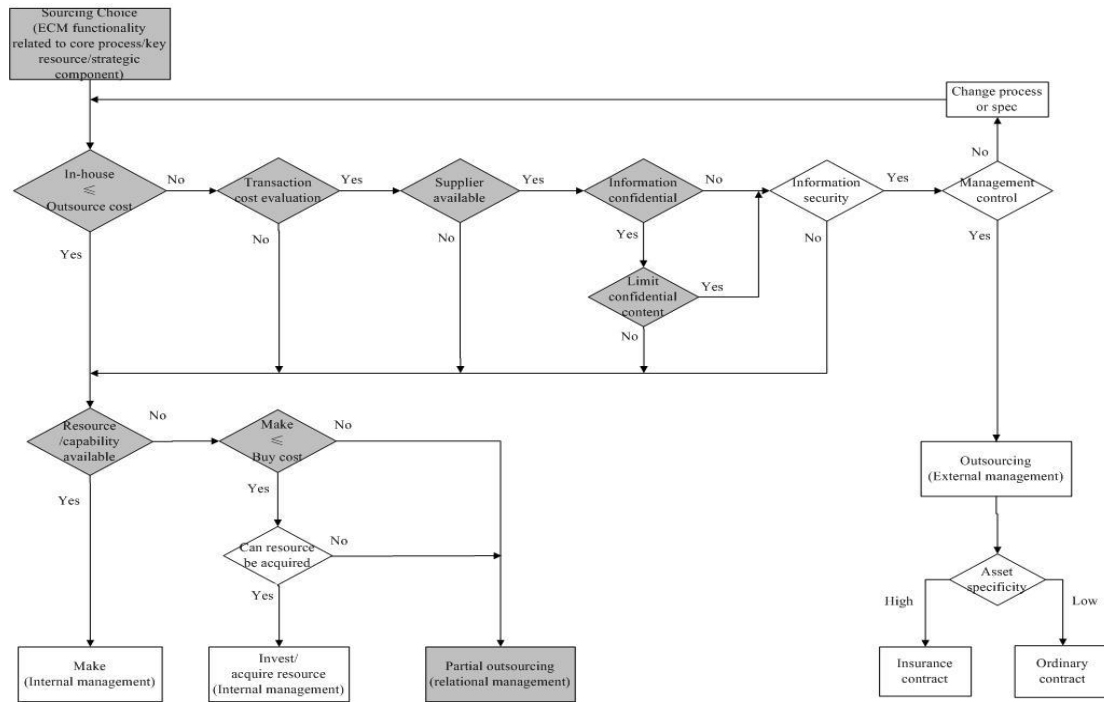 Sourcing Choice
(ECM functionality
related to core process/key
resource/strategic
component)
Change process
or spec
No
In-house
≤
Outsource cost
No
Transaction
cost evaluation
Yes
Supplier
available
Yes
Information
confidential
No
Information
security
Yes
Management
control
Yes
No
No
Yes
No
Yes
Limit
confidential
content
Yes
No
Resource
/capability
available
No
Make
≤
Buy cost
No
Outsourcing
(External management)
Yes
Yes
Can resource
be acquired
No
Yes
Asset
specificity
High
Low
Make
(Internal management)
Invest/
acquire resource
(Internal management)
Partial outsourcing
(relational management)
Insurance
contract
Ordinary
contract